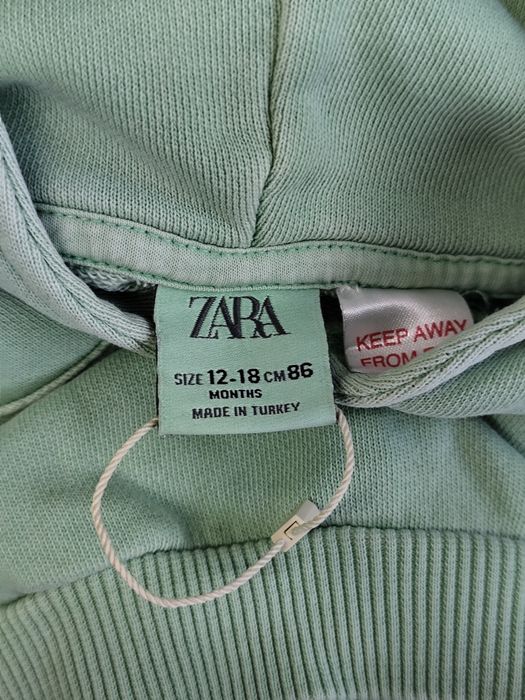 ZARA
SIZE 12-18 CM 86
MONTHS
MADE IN TURKEY
KEEP AWAY
FROM